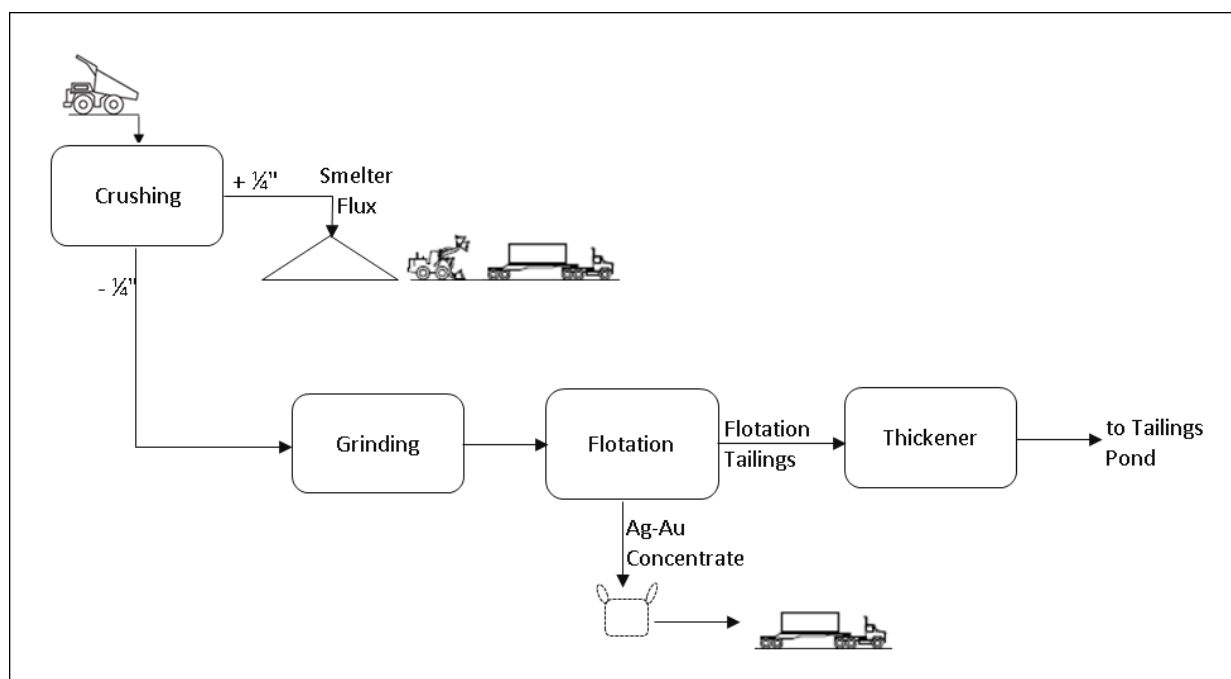 Crushing
+ ¼"
Smelter
Flux
- ¼"
Grinding
Flotation
Flotation
Tailings
Thickener
to Tailings
Pond
Ag-Au
Concentrate